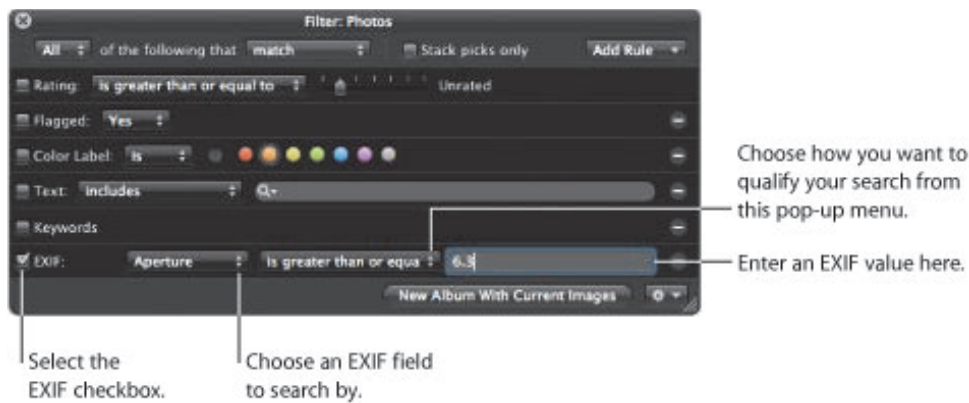 Filter: Photos
All of the following that match Stack picks only Add Rule
Rating: is greater than or equal to Unrated
Flagged: Yes
Color Label: is
Text: includes
Keywords
EXIF: Aperture is greater than or equa 6.3
New Album With Current Images
Choose how you want to
qualify your search from
this pop-up menu.
Enter an EXIF value here.
Select the
EXIF checkbox.
Choose an EXIF field
to search by.